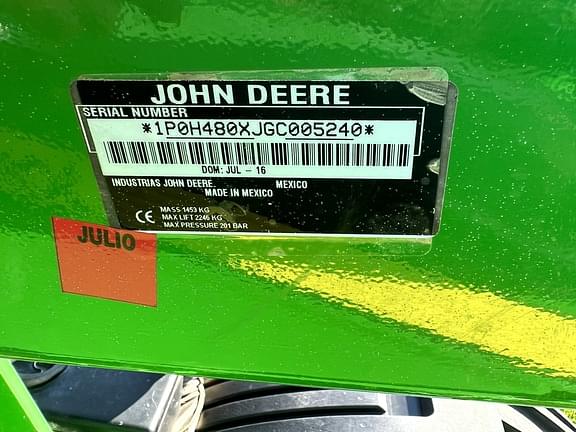 JOHN DEERE
SERIAL NUMBER
*1P0H480XJGC005240*
DOM: JUL - 16
INDUSTRIAS JOHN DEERE. MEXICO
MADE IN MEXICO
CE
MASS 1453 KG
MAX LIFT 2246 KG
MAX PRESSURE 201 BAR
JULIO